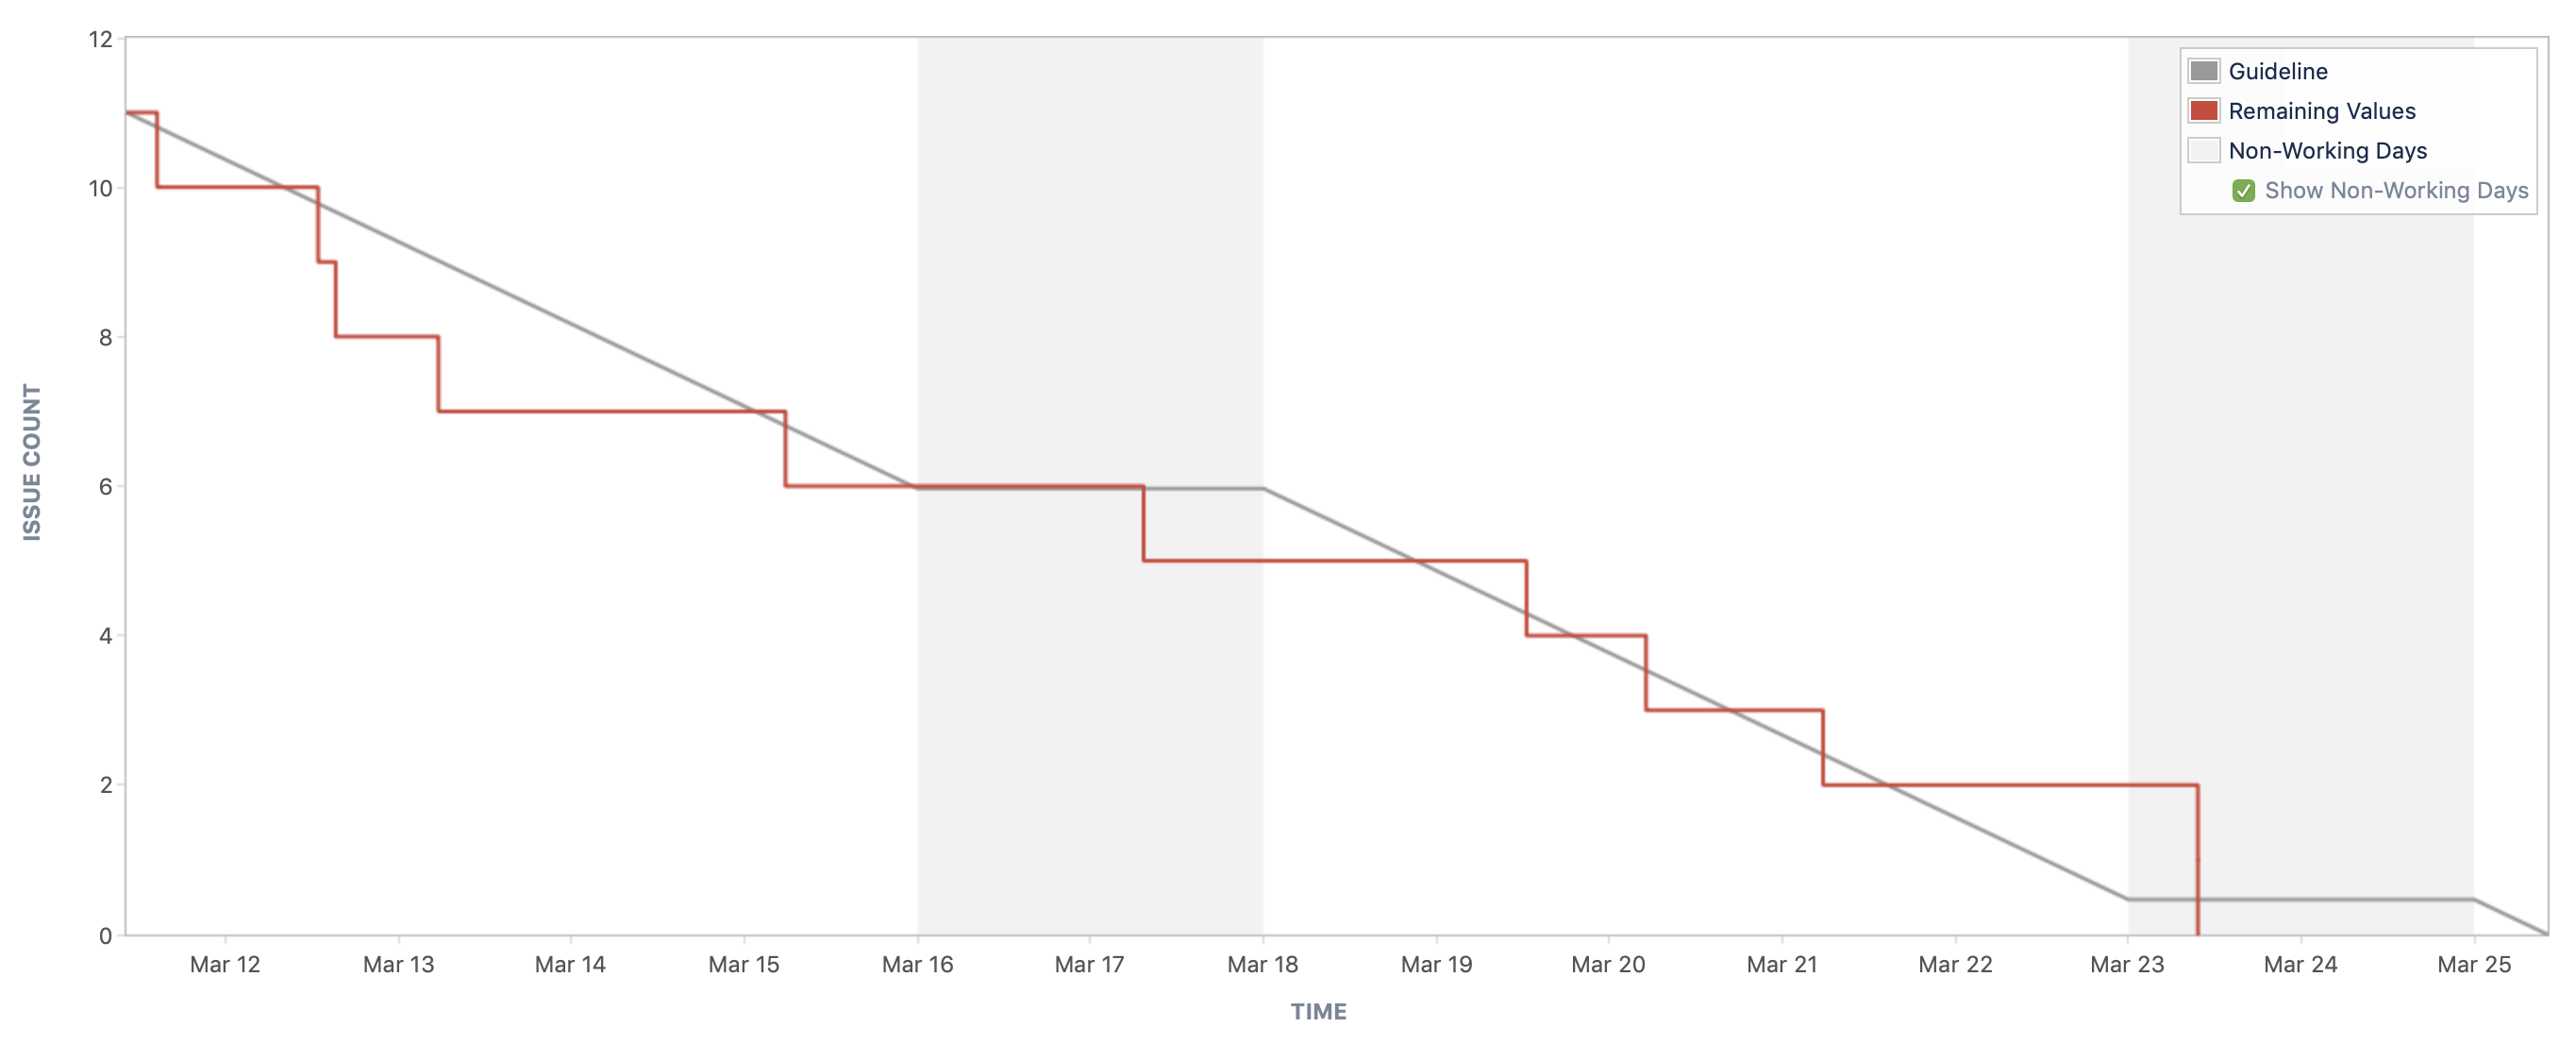 12
10
8
6
4
2
0
ISSUE COUNT
Guideline
Remaining Values
Non-Working Days
Show Non-Working Days
Mar 12 Mar 13 Mar 14 Mar 15 Mar 16 Mar 17 Mar 18 Mar 19 Mar 20 Mar 21 Mar 22 Mar 23 Mar 24 Mar 25
TIME